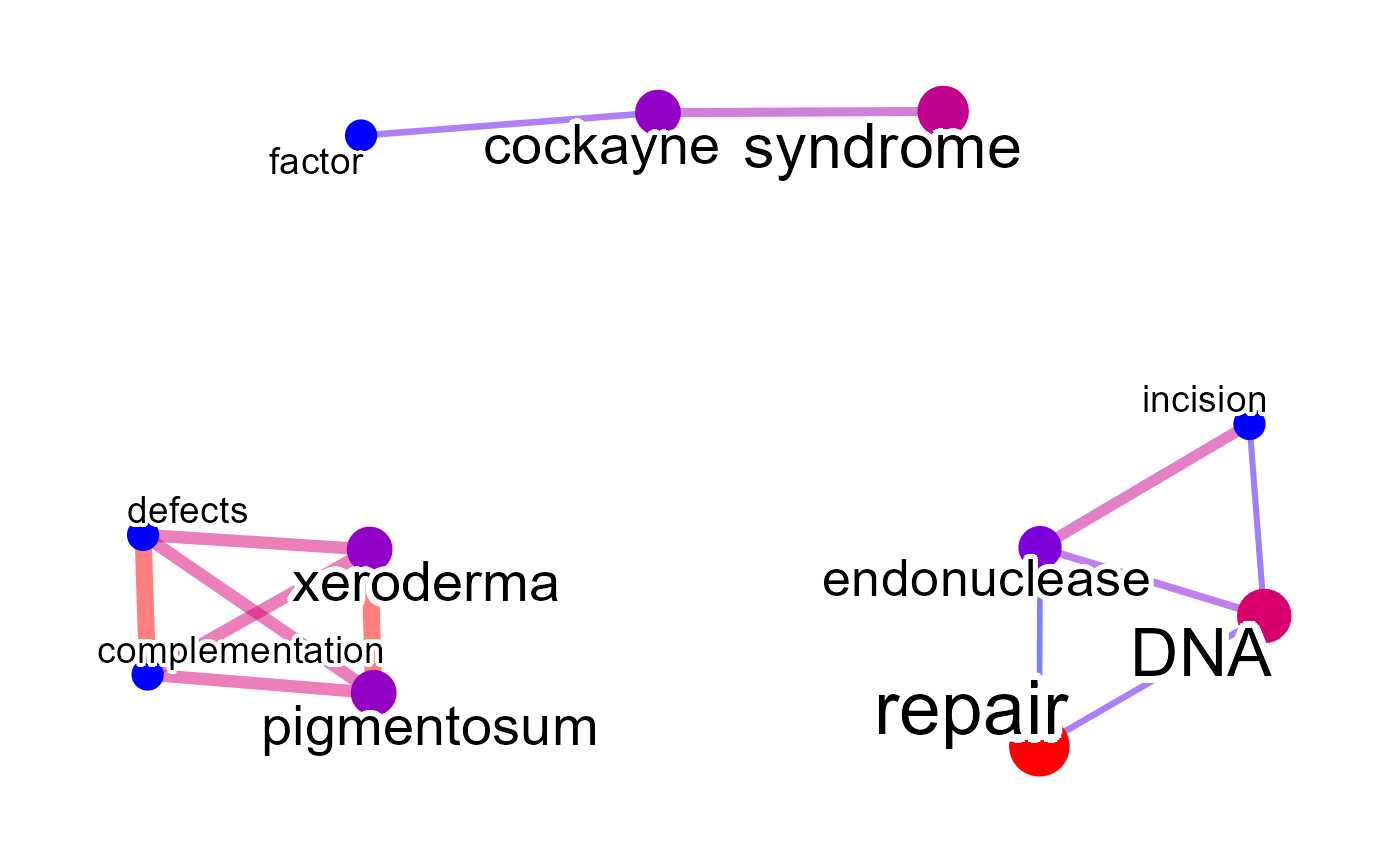 factor
cockayne
syndrome
incision
defects
xeroderma
endonuclease
complementation
DNA
repair
pigmentosum